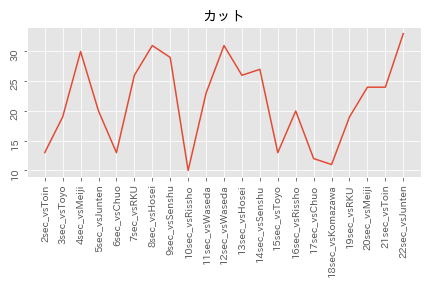 カット
30
25
20
15
10
2sec_vsToin
3sec_vsToyo
4sec_vsMeiji
5sec_vsJunten
6sec_vsChuo
7sec_vsRKU
8sec_vsHosei
9sec_vsSenshu
10sec_vsRissho
11sec_vsWaseda
12sec_vsWaseda
13sec_vsHosei
14sec_vsSenshu
15sec_vsToyo
16sec_vsRissho
17sec_vsChuo
18sec_vsKomazawa
19sec_vsRKU
20sec_vsMeiji
21sec_vsToin
22sec_vsJunten